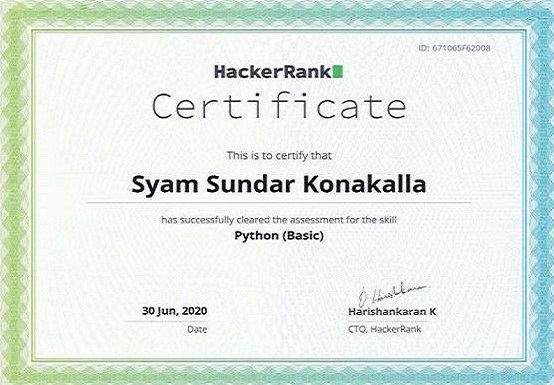 ID: 671065F62008
HackerRank
Certificate
This is to certify that
Syam Sundar Konakalla
has successfully cleared the assessment for the skill
Python (Basic)
30 Jun, 2020
Date
Harishankaran K
CTO, HackerRank